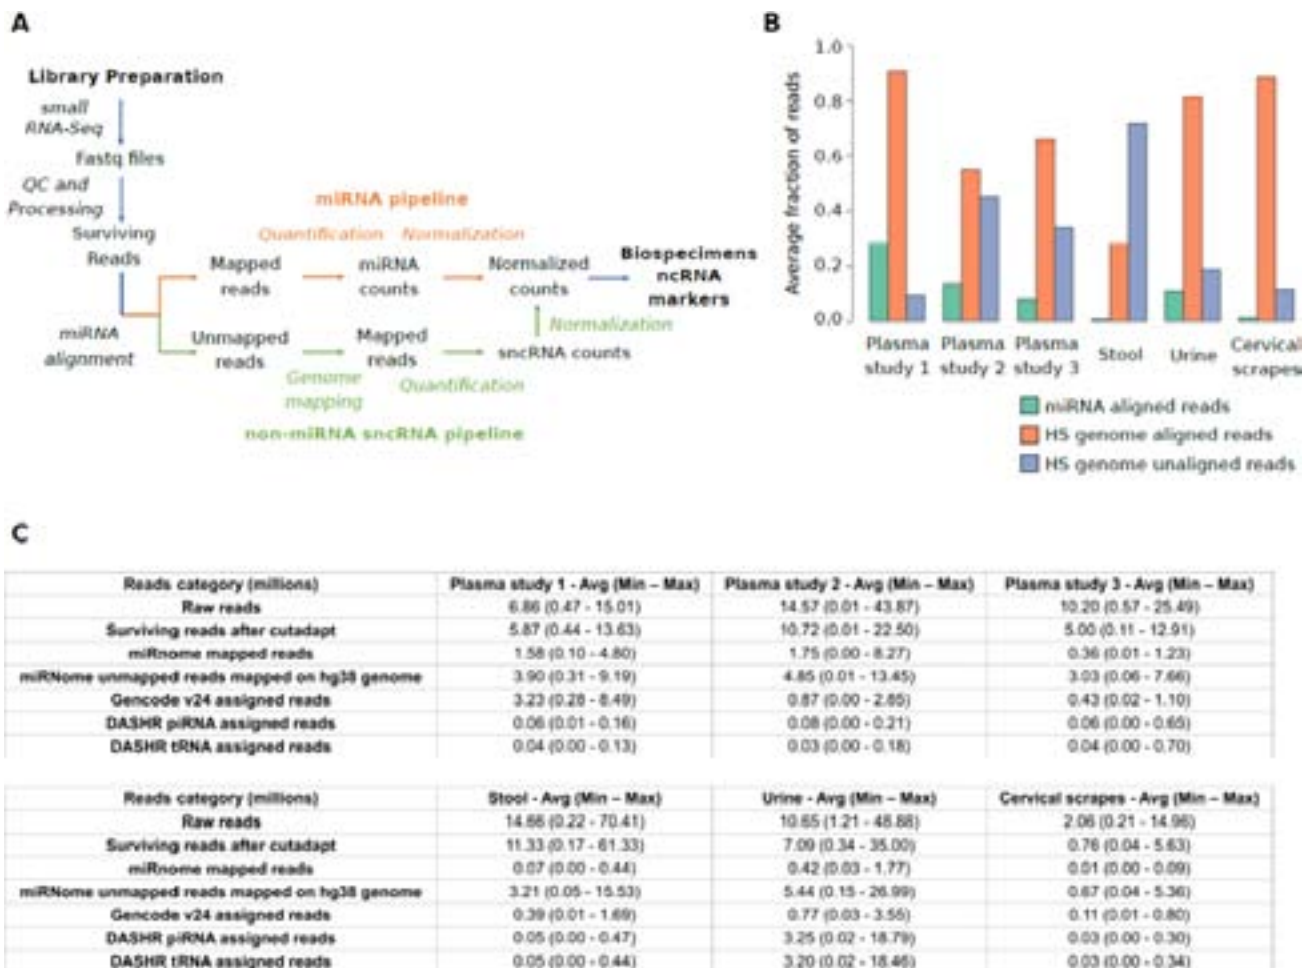 A
Library Preparation
small
RNA-Seq
Fastq files
QC and
Processing
Surviving
Reads
miRNA
alignment
miRNA pipeline
Quantification Normalization
Mapped
reads
miRNA
counts
Normalized
counts
Biospecimens
ncRNA
markers
Unmapped
reads
Mapped
reads
sncRNA counts
Normalization
Genome
mapping
Quantification
non-miRNA sncRNA pipeline
B
Average fraction of reads
1.0
0.8
0.6
0.4
0.2
0.0
Plasma
study 1
Plasma
study 2
Plasma
study 3
Stool
Urine
Cervical
scrapes
miRNA aligned reads
HS genome aligned reads
HS genome unaligned reads
C
Reads category (millions) Plasma study 1 - Avg (Min – Max) Plasma study 2 - Avg (Min – Max) Plasma study 3 - Avg (Min – Max)
Raw reads 6.86 (0.47 - 15.01) 14.57 (0.01 - 43.87) 10.20 (0.57 - 25.49)
Surviving reads after cutadapt 5.87 (0.44 - 13.63) 10.72 (0.01 - 22.50) 5.00 (0.11 - 12.91)
miRnome mapped reads 1.58 (0.10 - 4.80) 1.75 (0.00 - 8.27) 0.36 (0.01 - 1.23)
miRNome unmapped reads mapped on hg38 genome 3.90 (0.31 - 9.19) 4.85 (0.01 - 13.45) 3.03 (0.06 - 7.66)
Gencode v24 assigned reads 3.23 (0.28 - 8.49) 0.87 (0.00 - 2.85) 0.43 (0.02 - 1.10)
DASHR piRNA assigned reads 0.06 (0.01 - 0.16) 0.08 (0.00 - 0.21) 0.06 (0.00 - 0.65)
DASHR tRNA assigned reads 0.04 (0.00 - 0.13) 0.03 (0.00 - 0.18) 0.04 (0.00 - 0.70)
Reads category (millions) Stool - Avg (Min – Max) Urine - Avg (Min – Max) Cervical scrapes - Avg (Min – Max)
Raw reads 14.66 (0.22 - 70.41) 10.65 (1.21 - 48.88) 2.06 (0.21 - 14.96)
Surviving reads after cutadapt 11.33 (0.17 - 61.33) 7.09 (0.34 - 35.00) 0.76 (0.04 - 5.63)
miRnome mapped reads 0.07 (0.00 - 0.44) 0.42 (0.03 - 1.77) 0.01 (0.00 - 0.09)
miRNome unmapped reads mapped on hg38 genome 3.21 (0.05 - 15.53) 5.44 (0.15 - 26.99) 0.67 (0.04 - 5.36)
Gencode v24 assigned reads 0.39 (0.01 - 1.69) 0.77 (0.03 - 3.55) 0.11 (0.01 - 0.80)
DASHR piRNA assigned reads 0.05 (0.00 - 0.47) 3.25 (0.02 - 18.79) 0.03 (0.00 - 0.30)
DASHR tRNA assigned reads 0.05 (0.00 - 0.44) 3.20 (0.02 - 18.46) 0.03 (0.00 - 0.34)